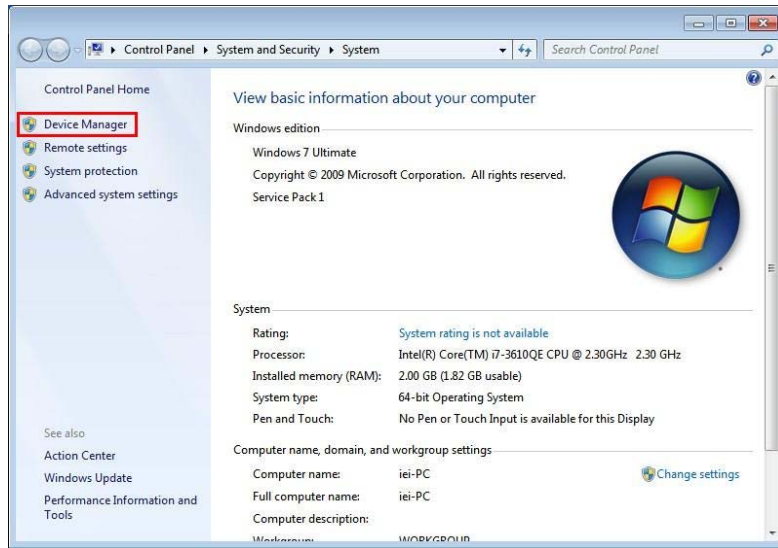 Control Panel ▸ System and Security ▸ System
Search Control Panel
Control Panel Home
Device Manager
Remote settings
System protection
Advanced system settings
See also
Action Center
Windows Update
Performance Information and
Tools
View basic information about your computer
Windows edition
Windows 7 Ultimate
Copyright © 2009 Microsoft Corporation. All rights reserved.
Service Pack 1
System
Rating: System rating is not available
Processor: Intel(R) Core(TM) i7-3610QE CPU @ 2.30GHz 2.30 GHz
Installed memory (RAM): 2.00 GB (1.82 GB usable)
System type: 64-bit Operating System
Pen and Touch: No Pen or Touch Input is available for this Display
Computer name, domain, and workgroup settings
Computer name: iei-PC Change settings
Full computer name: iei-PC
Computer description:
Workgroup: WORKGROUP